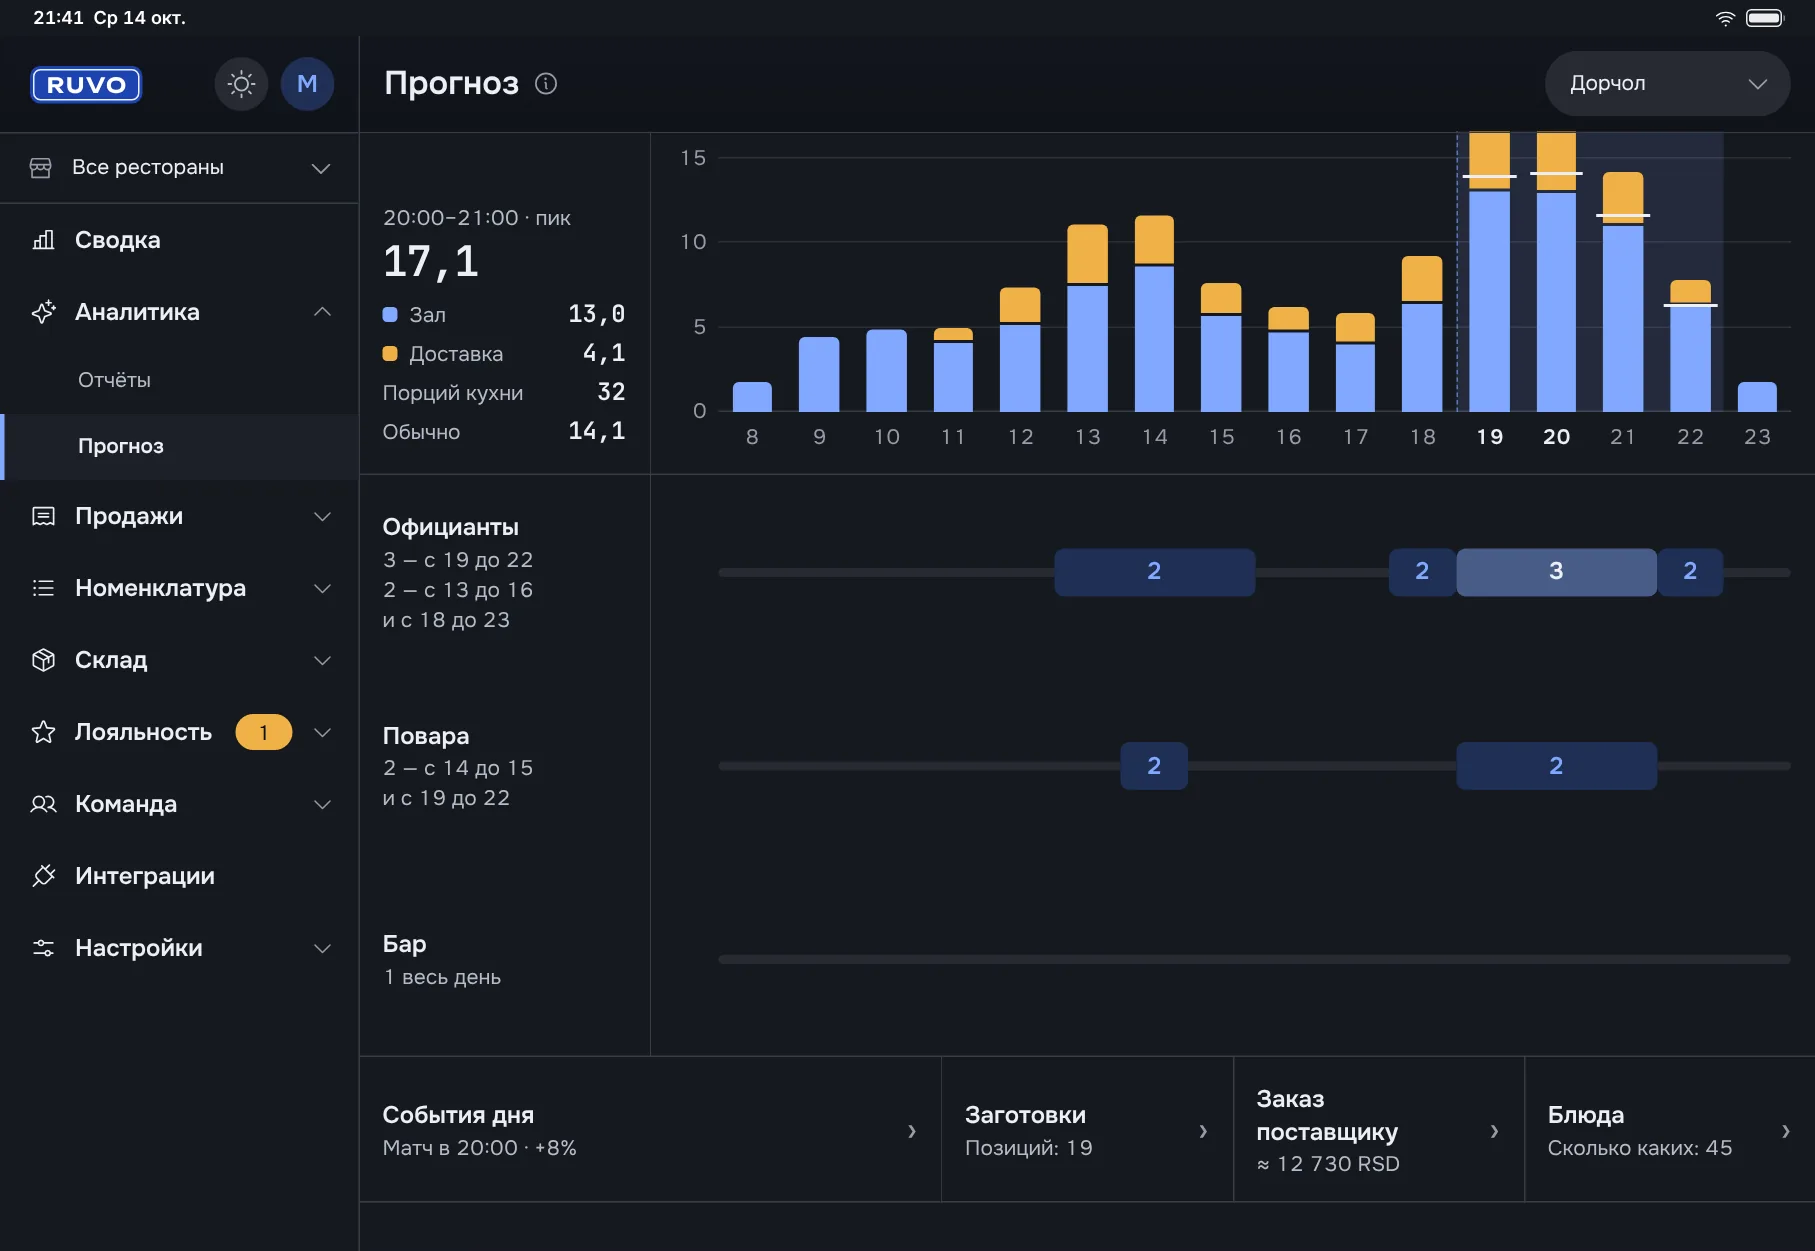 21:41 Ср 14 окт.
RUVO
M
Прогноз
Дорчол
Все рестораны
Сводка
Аналитика
Отчёты
Прогноз
Продажи
Номенклатура
Склад
Лояльность 1
Команда
Интеграции
Настройки
20:00–21:00 · пик
17,1
Зал 13,0
Доставка 4,1
Порций кухни 32
Обычно 14,1
15
10
5
0
8 9 10 11 12 13 14 15 16 17 18 19 20 21 22 23
Официанты
3 — с 19 до 22
2 — с 13 до 16
и с 18 до 23
2 2 3 2
Повара
2 — с 14 до 15
и с 19 до 22
2 2
Бар
1 весь день
События дня
Матч в 20:00 · +8%
Заготовки
Позиций: 19
Заказ
поставщику
≈ 12 730 RSD
Блюда
Сколько каких: 45